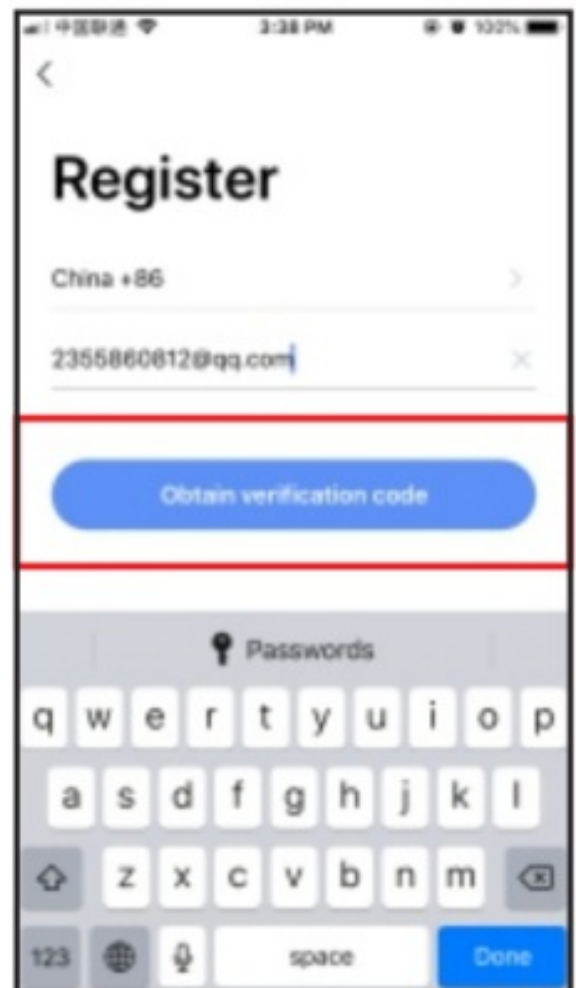 中国联通 3:38 PM 100%
Register
China +86
2355860812@qq.com
Obtain verification code
Passwords
q w e r t y u i o p
a s d f g h j k l
z x c v b n m
123 space Done